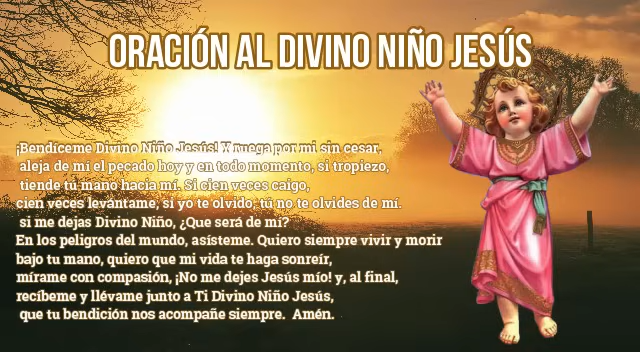 ORACIÓN AL DIVINO NIÑO JESÚS
¡Bendíceme Divino Niño Jesús! Y ruega por mi sin cesar,
aleja de mi el pecado hoy y en todo momento, si tropiezo,
tiende tú mano hacia mí. Si cien veces caigo,
cien veces levántame, si yo te olvido, tú no te olvides de mí.
si me dejas Divino Niño, ¿Que será de mí?
En los peligros del mundo, asísteme. Quiero siempre vivir y morir
bajo tu mano, quiero que mi vida te haga sonreír,
mírame con compasión, ¡No me dejes Jesús mío! y, al final,
recíbeme y llévame junto a Ti Divino Niño Jesús,
que tu bendición nos acompañe siempre. Amén.